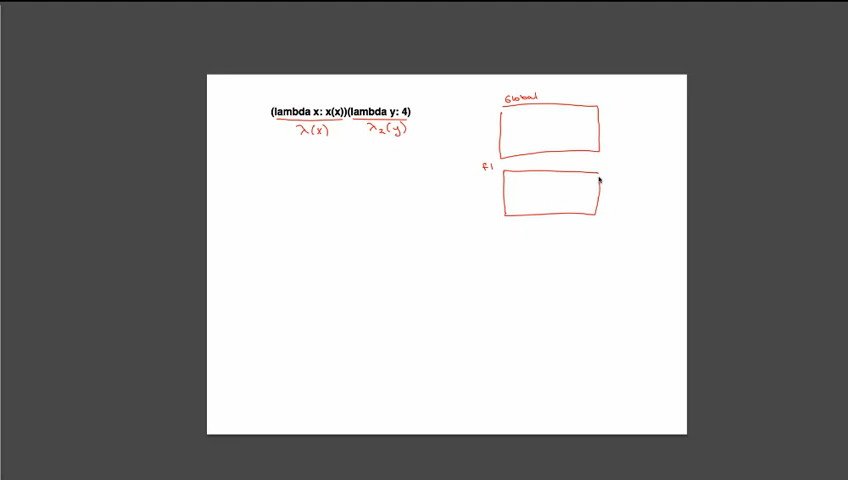 (lambda x: x(x))(lambda y: 4)
λ(x) λ₂(y)
Global
f1